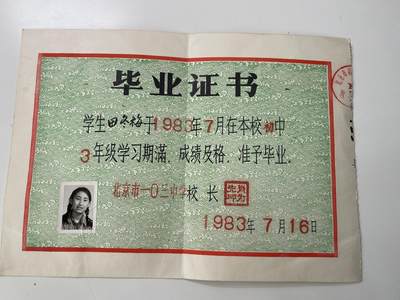 毕业证书
学生田冬梅于1983年7月在本校初中
3年级学习期满、成绩及格.准予毕业.
北京市一〇三中学校 长
1983年7月16日